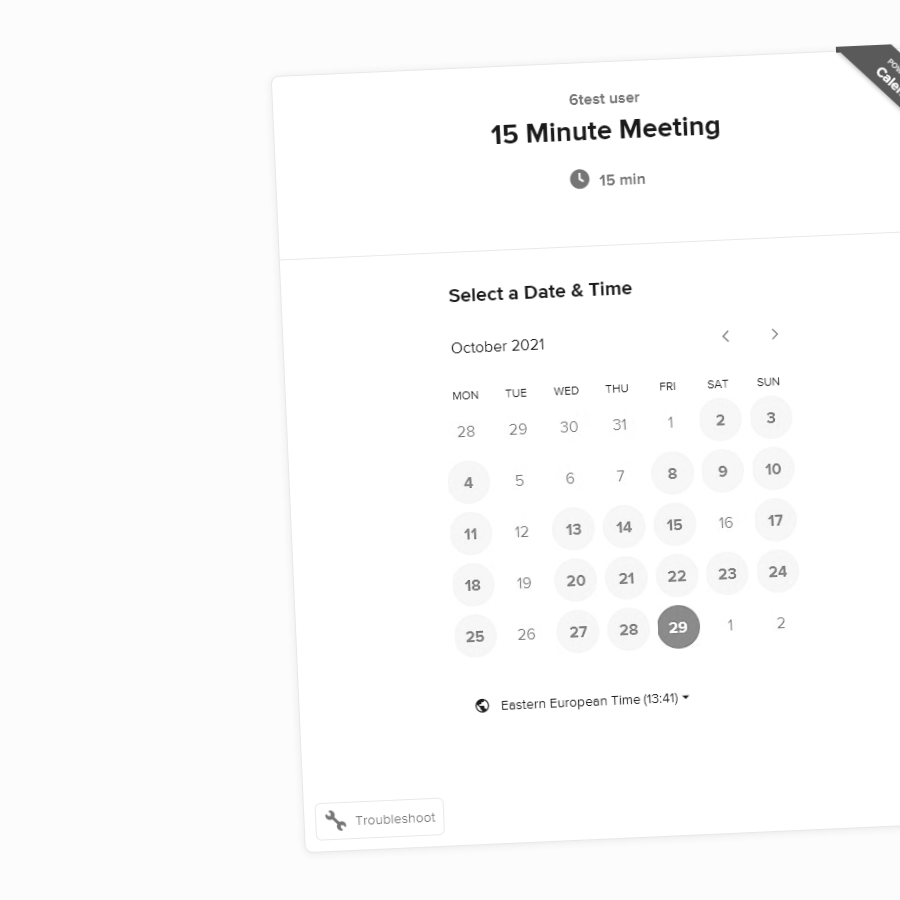 6test user
15 Minute Meeting
15 min
Select a Date & Time
October 2021
MON TUE WED THU FRI SAT SUN
28 29 30 31 1 2 3
4 5 6 7 8 9 10
11 12 13 14 15 16 17
18 19 20 21 22 23 24
25 26 27 28 29 1 2
Eastern European Time (13:41)
Troubleshoot